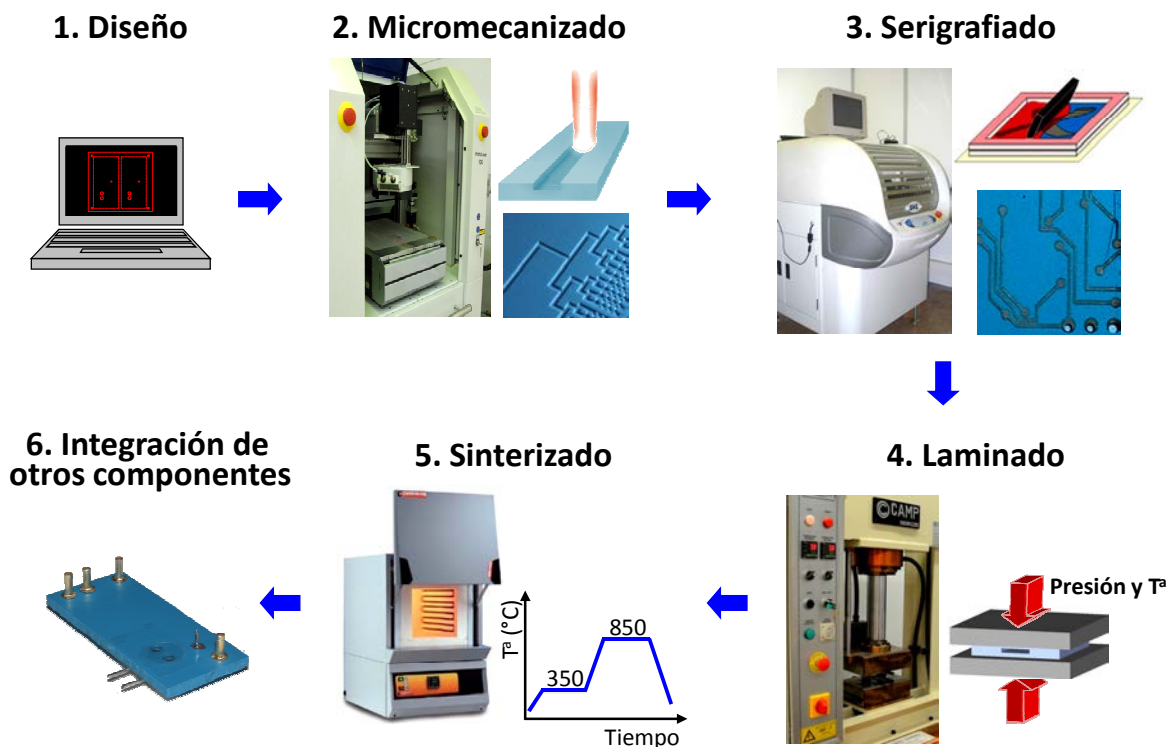 1. Diseño
2. Micromecanizado
3. Serigrafiado
6. Integración de
otros componentes
5. Sinterizado
4. Laminado
CAMP
Presión y Tª
Tª (°C)
350
850
Tiempo